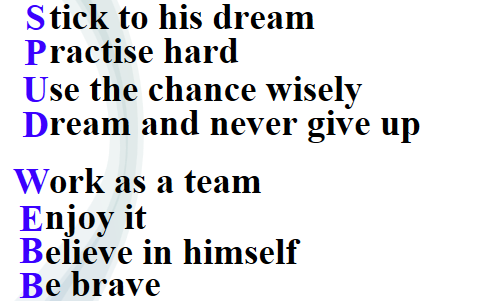 Stick to his dream
Practise hard
Use the chance wisely
Dream and never give up
Work as a team
Enjoy it
Believe in himself
Be brave